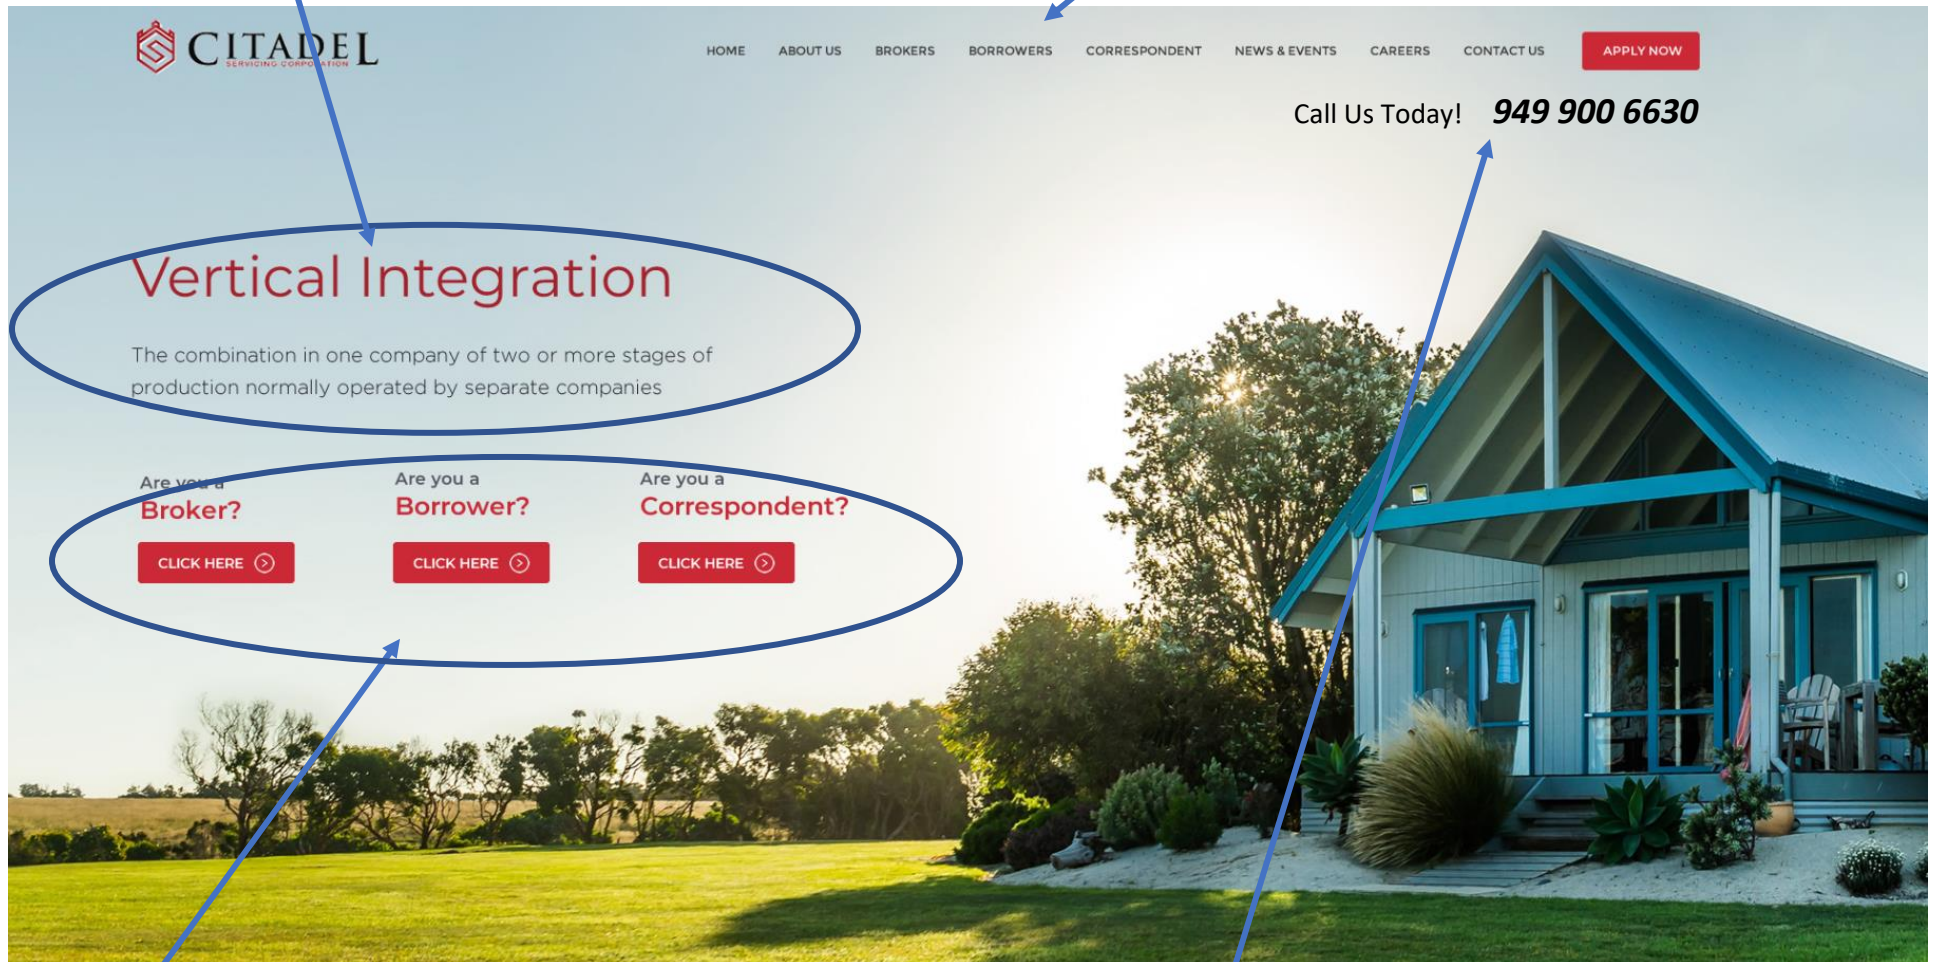 CITADEL
SERVICING CORPORATION
HOME ABOUT US BROKERS BORROWERS CORRESPONDENT NEWS & EVENTS CAREERS CONTACT US APPLY NOW
Call Us Today! 949 900 6630
Vertical Integration
The combination in one company of two or more stages of
production normally operated by separate companies
Are you a
Broker?
CLICK HERE
Are you a
Borrower?
CLICK HERE
Are you a
Correspondent?
CLICK HERE